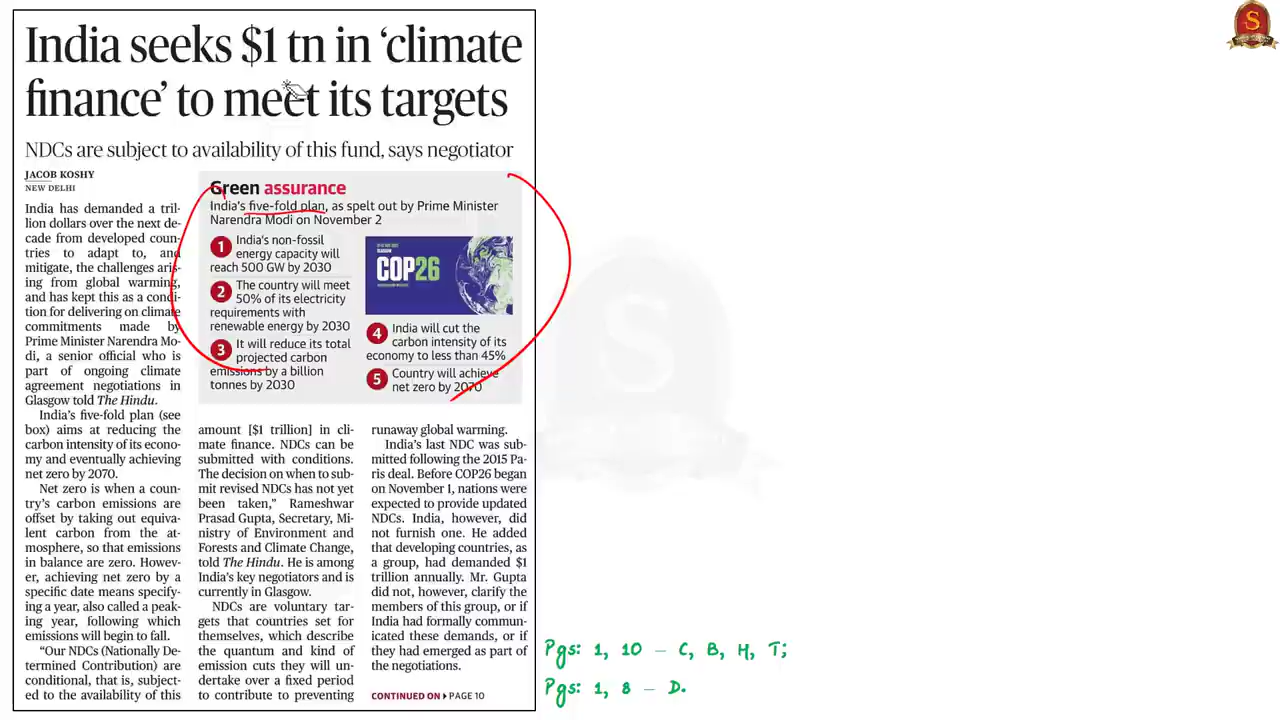 India seeks $1 tn in ‘climate
finance’ to meet its targets
NDCs are subject to availability of this fund, says negotiator
JACOB KOSHY
NEW DELHI
India has demanded a tril-
lion dollars over the next de-
cade from developed coun-
tries to adapt to, and
mitigate, the challenges aris-
ing from global warming,
and has kept this as a condi-
tion for delivering on climate
commitments made by
Prime Minister Narendra Mo-
di, a senior official who is
part of ongoing climate
agreement negotiations in
Glasgow told The Hindu.
India’s five-fold plan (see
box) aims at reducing the
carbon intensity of its econo-
my and eventually achieving
net zero by 2070.
Net zero is when a coun-
try’s carbon emissions are
offset by taking out equiva-
lent carbon from the at-
mosphere, so that emissions
in balance are zero. Howev-
er, achieving net zero by a
specific date means specify-
ing a year, also called a peak-
ing year, following which
emissions will begin to fall.
“Our NDCs (Nationally De-
termined Contribution) are
conditional, that is, subject-
ed to the availability of this
Green assurance
India’s five-fold plan, as spelt out by Prime Minister
Narendra Modi on November 2
1 India’s non-fossil
energy capacity will
reach 500 GW by 2030
2 The country will meet
50% of its electricity
requirements with
renewable energy by 2030
3 It will reduce its total
projected carbon
emissions by a billion
tonnes by 2030
COP26
4 India will cut the
carbon intensity of its
economy to less than 45%
5 Country will achieve
net zero by 2070
amount [$1 trillion] in cli-
mate finance. NDCs can be
submitted with conditions.
The decision on when to sub-
mit revised NDCs has not yet
been taken,” Rameshwar
Prasad Gupta, Secretary, Mi-
nistry of Environment and
Forests and Climate Change,
told The Hindu. He is among
India’s key negotiators and is
currently in Glasgow.
NDCs are voluntary tar-
gets that countries set for
themselves, which describe
the quantum and kind of
emission cuts they will un-
dertake over a fixed period
to contribute to preventing
runaway global warming.
India’s last NDC was sub-
mitted following the 2015 Pa-
ris deal. Before COP26 began
on November 1, nations were
expected to provide updated
NDCs. India, however, did
not furnish one. He added
that developing countries, as
a group, had demanded $1
trillion annually. Mr. Gupta
did not, however, clarify the
members of this group, or if
India had formally commun-
icated these demands, or if
they had emerged as part of
the negotiations.
CONTINUED ON PAGE 10
Pgs: 1, 10 – C, B, H, T;
Pgs: 1, 8 – D.
S
S